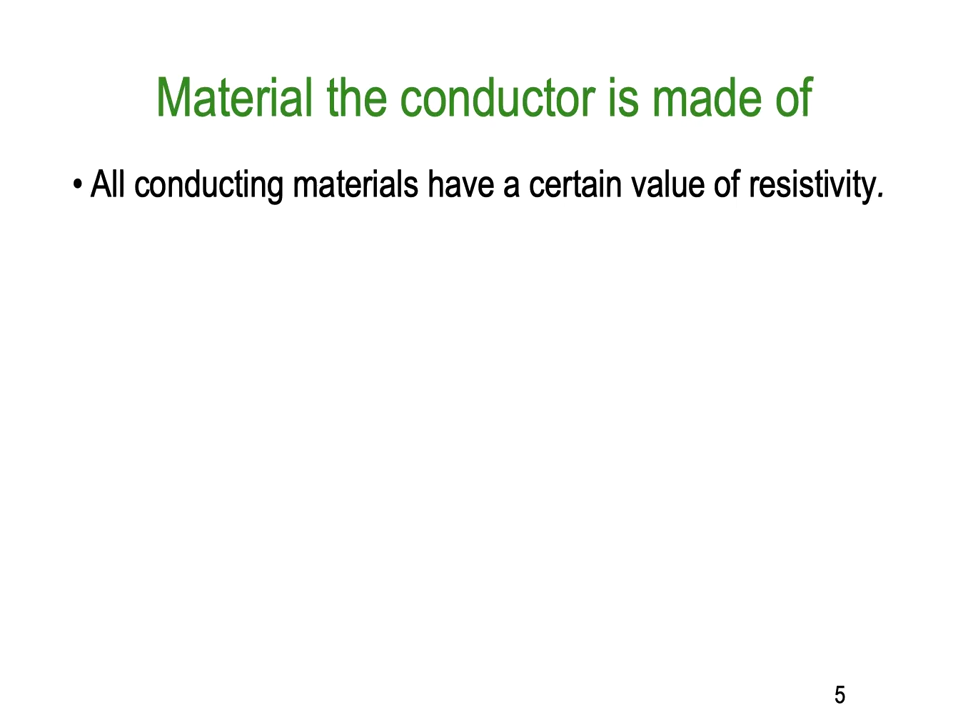 Material the conductor is made of
• All conducting materials have a certain value of resistivity.
5